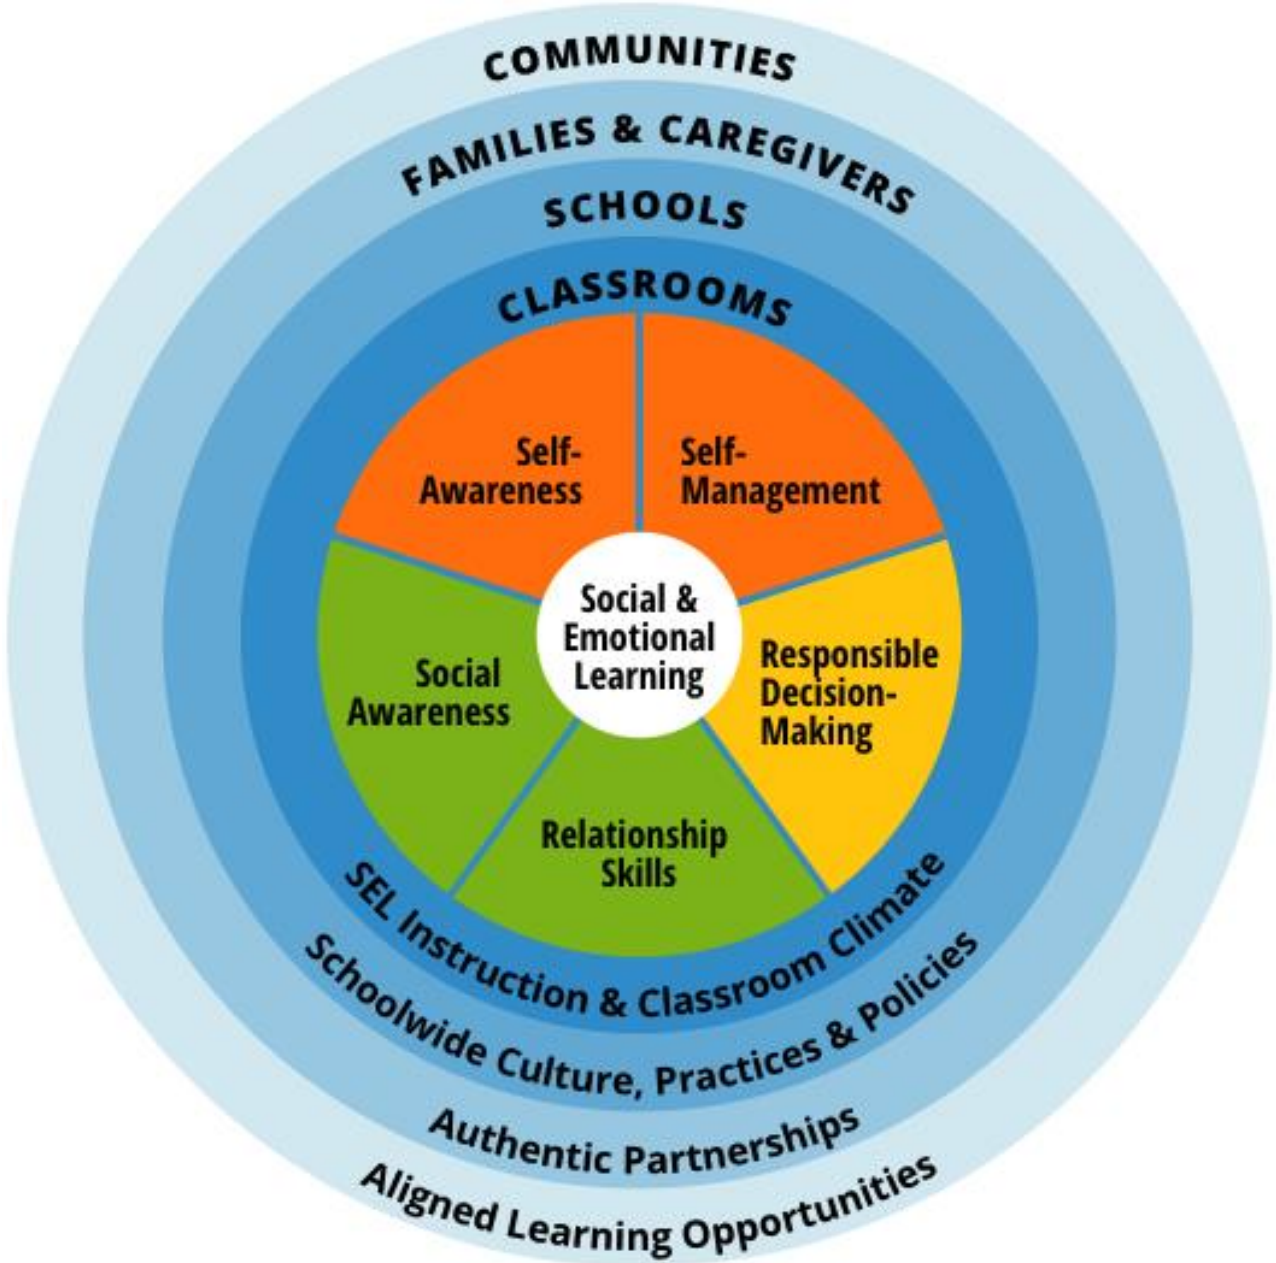 COMMUNITIES
FAMILIES & CAREGIVERS
SCHOOLS
CLASSROOMS
Self-
Awareness
Self-
Management
Social &
Emotional
Learning
Social
Awareness
Responsible
Decision-
Making
Relationship
Skills
SEL Instruction & Classroom Climate
Schoolwide Culture, Practices & Policies
Authentic Partnerships
Aligned Learning Opportunities